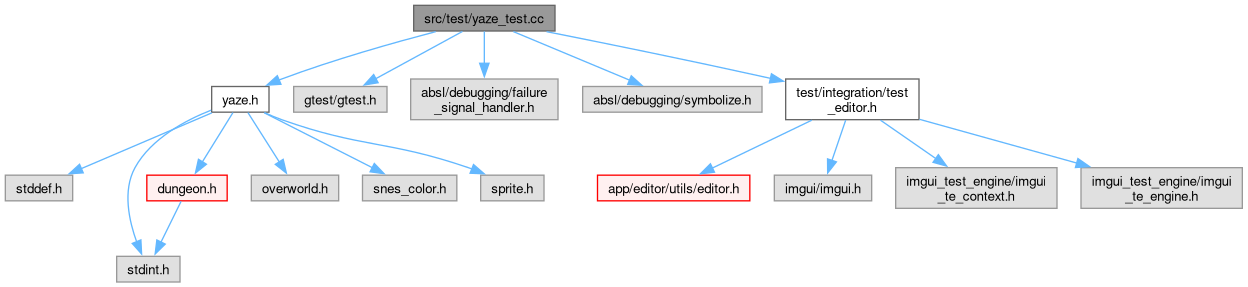 src/test/yaze_test.cc
yaze.h
gtest/gtest.h
absl/debugging/failure
_signal_handler.h
absl/debugging/symbolize.h
test/integration/test
_editor.h
stddef.h
dungeon.h
overworld.h
snes_color.h
sprite.h
app/editor/utils/editor.h
imgui/imgui.h
imgui_test_engine/imgui
_te_context.h
imgui_test_engine/imgui
_te_engine.h
stdint.h